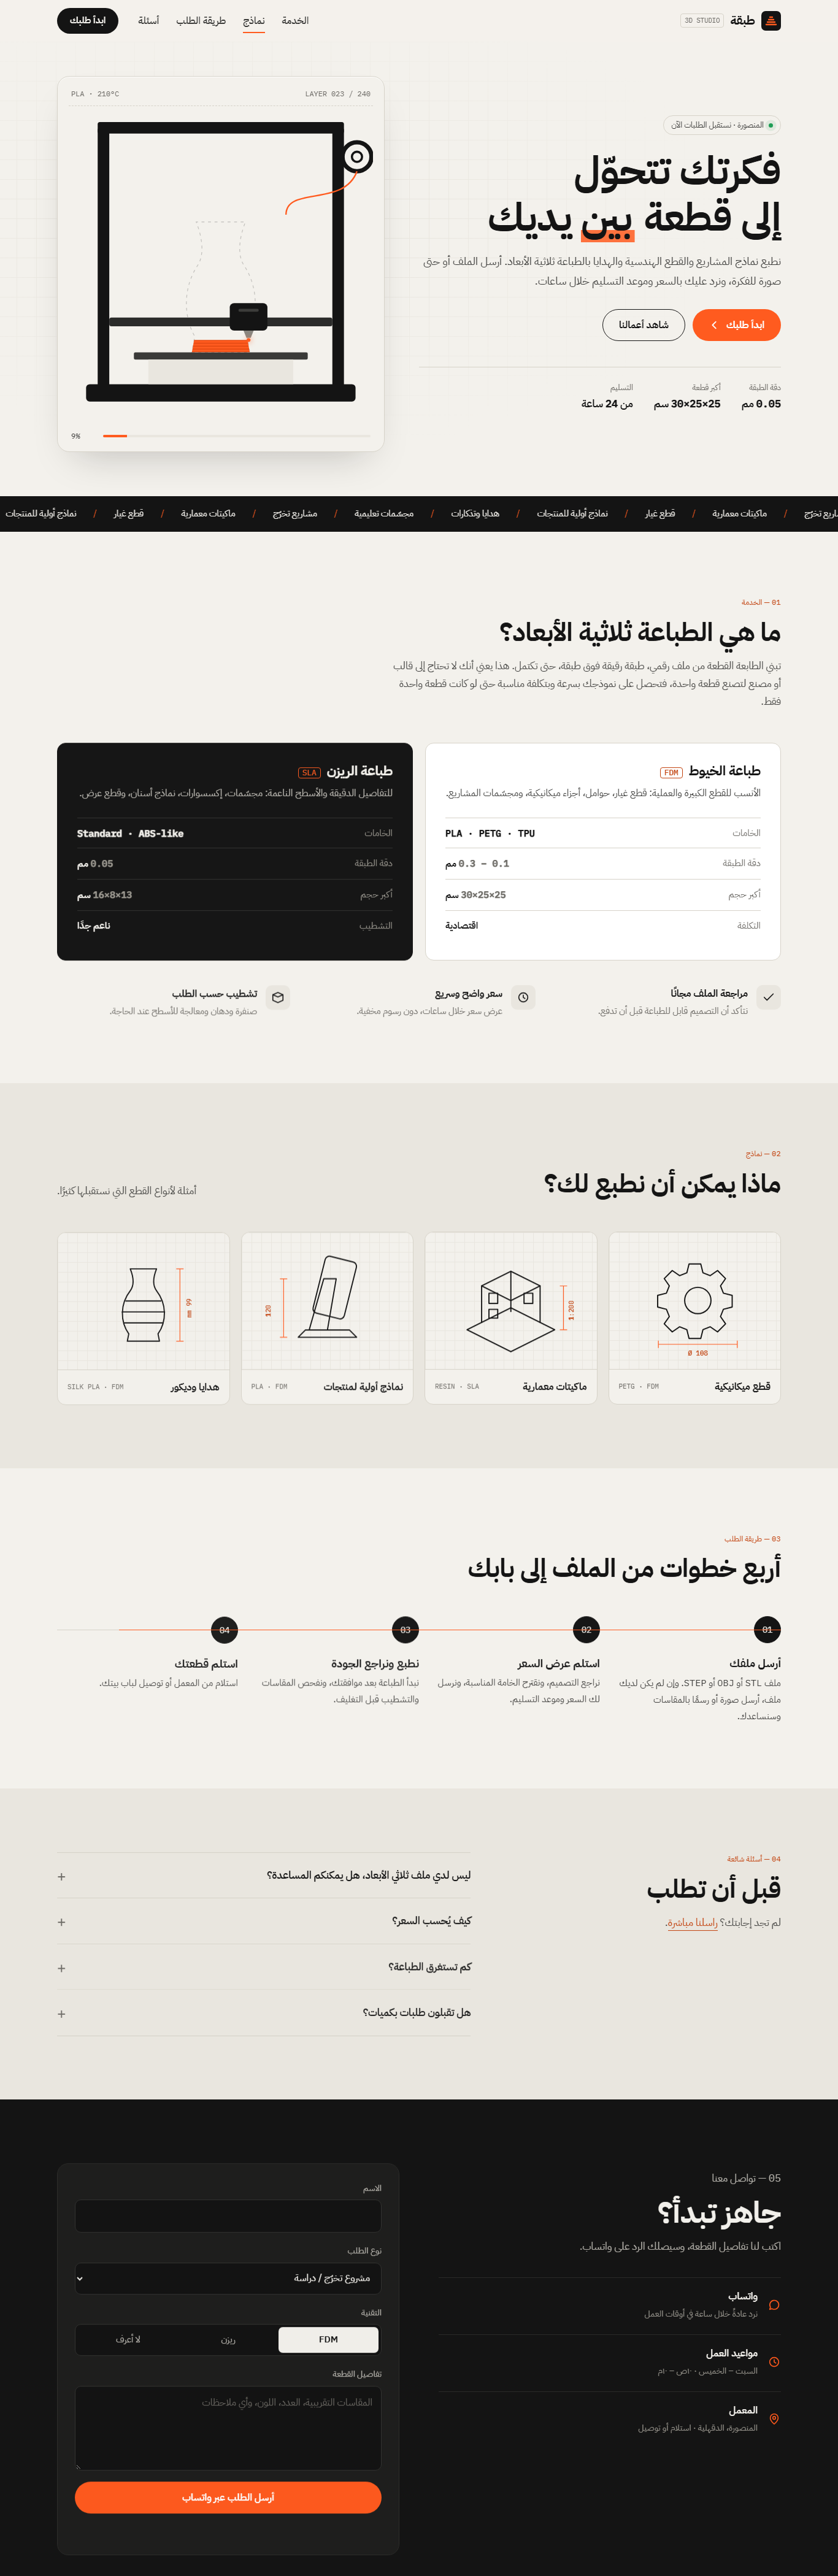 طبقة
3D STUDIO
الخدمة
نماذج
طريقة الطلب
أسئلة
ابدأ طلبك
المنصورة · نستقبل الطلبات الآن
فكرتك تتحوّل
إلى قطعة بين يديك
نطبع نماذج المشاريع والقطع الهندسية والهدايا بالطباعة ثلاثية الأبعاد. أرسل الملف أو حتى
صورة للفكرة، ونرد عليك بالسعر وموعد التسليم خلال ساعات.
ابدأ طلبك
شاهد أعمالنا
دقة الطبقة
0.05 مم
أكبر قطعة
25×25×30 سم
التسليم
من 24 ساعة
PLA · 210°C
LAYER 023 / 240
9%
ـاريع تخرّج / ماكيتات معمارية / قطع غيار / نماذج أولية للمنتجات / هدايا وتذكارات / مجسّمات تعليمية / مشاريع تخرّج / ماكيتات معمارية / قطع غيار / نماذج أولية للمنتجات
01 — الخدمة
ما هي الطباعة ثلاثية الأبعاد؟
تبني الطابعة القطعة من ملف رقمي، طبقة رقيقة فوق طبقة، حتى تكتمل. هذا يعني أنك لا تحتاج إلى قالب
أو مصنع لتصنع قطعة واحدة، فتحصل على نموذجك بسرعة وبتكلفة مناسبة حتى لو كانت قطعة واحدة
فقط.
طباعة الخيوط FDM
الأنسب للقطع الكبيرة والعملية: قطع غيار، حوامل، أجزاء ميكانيكية، ومجسّمات المشاريع.
الخامات
PLA · PETG · TPU
دقة الطبقة
0.1 – 0.3 مم
أكبر حجم
25×25×30 سم
التكلفة
اقتصادية
طباعة الريزن SLA
للتفاصيل الدقيقة والأسطح الناعمة: مجسّمات، إكسسوارات، نماذج أسنان، وقطع عرض.
الخامات
Standard · ABS-like
دقة الطبقة
0.05 مم
أكبر حجم
13×8×16 سم
التشطيب
ناعم جدًا
مراجعة الملف مجانًا
نتأكد أن التصميم قابل للطباعة قبل أن تدفع.
سعر واضح وسريع
عرض سعر خلال ساعات، دون رسوم مخفية.
تشطيب حسب الطلب
صنفرة ودهان ومعالجة للأسطح عند الحاجة.
02 — نماذج
ماذا يمكن أن نطبع لك؟
أمثلة لأنواع القطع التي نستقبلها كثيرًا.
Ø 108
قطع ميكانيكية
PETG · FDM
1:200
ماكيتات معمارية
RESIN · SLA
120
نماذج أولية لمنتجات
PLA · FDM
99 mm
هدايا وديكور
SILK PLA · FDM
03 — طريقة الطلب
أربع خطوات من الملف إلى بابك
01
أرسل ملفك
ملف STL أو OBJ أو STEP. وإن لم يكن لديك
ملف، أرسل صورة أو رسمًا بالمقاسات
وسنساعدك.
02
استلم عرض السعر
نراجع التصميم، ونقترح الخامة المناسبة، ونرسل
لك السعر وموعد التسليم.
03
نطبع ونراجع الجودة
نبدأ الطباعة بعد موافقتك، ونفحص المقاسات
والتشطيب قبل التغليف.
04
استلم قطعتك
استلام من المعمل أو توصيل لباب بيتك.
04 — أسئلة شائعة
قبل أن تطلب
لم تجد إجابتك؟ راسلنا مباشرة.
ليس لدي ملف ثلاثي الأبعاد، هل يمكنكم المساعدة؟
+
كيف يُحسب السعر؟
+
كم تستغرق الطباعة؟
+
هل تقبلون طلبات بكميات؟
+
05 — تواصل معنا
جاهز تبدأ؟
اكتب لنا تفاصيل القطعة، وسيصلك الرد على واتساب.
واتساب
نرد عادةً خلال ساعة في أوقات العمل
مواعيد العمل
السبت – الخميس · ١٠ص – ١٠م
المعمل
المنصورة، الدقهلية · استلام أو توصيل
الاسم
نوع الطلب
مشروع تخرّج / دراسة
التقنية
FDM
ريزن
لا أعرف
تفاصيل القطعة
المقاسات التقريبية، العدد، اللون، وأي ملاحظات
أرسل الطلب عبر واتساب